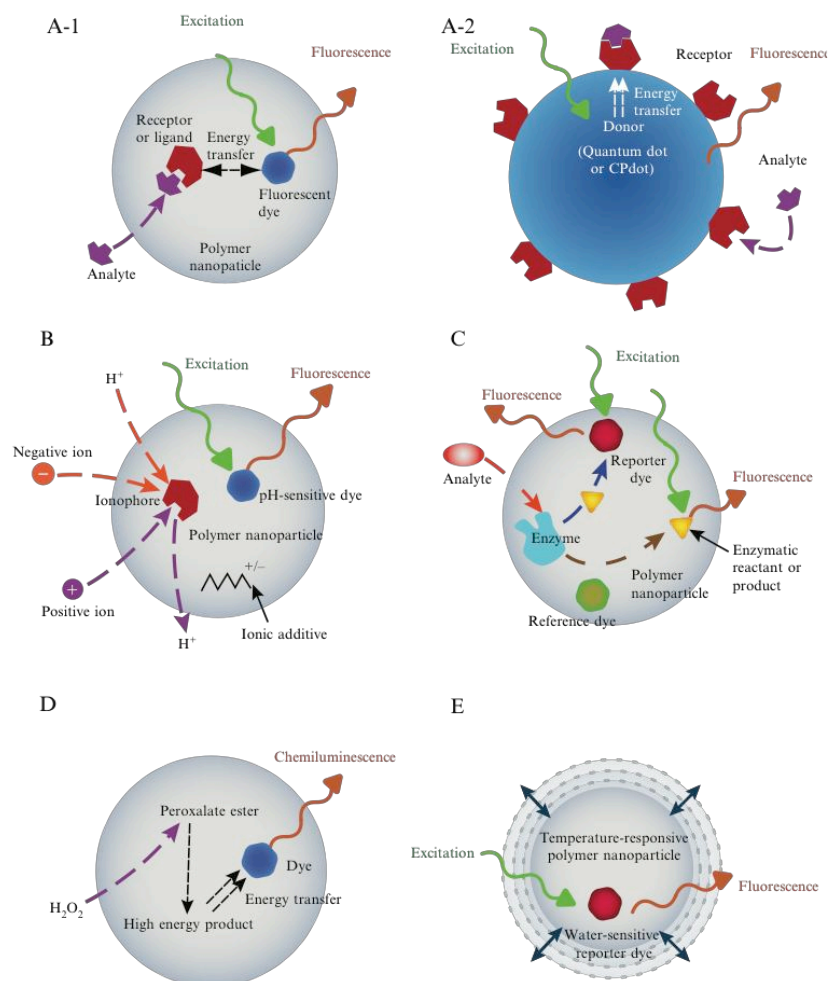 A-1
Excitation
Fluorescence
Receptor
or ligand
Energy
transfer
Fluorescent
dye
Polymer
nanopaticle
Analyte
A-2
Excitation
Receptor
Fluorescence
Energy
transfer
Donor
(Quantum dot
or CPdot)
Analyte
B
Excitation
Fluorescence
H+
Negative ion
−
Ionophore
pH-sensitive dye
Polymer nanoparticle
+
Positive ion
+/−
H+
Ionic additive
C
Excitation
Fluorescence
Analyte
Reporter
dye
Fluorescence
Enzyme
Enzymatic
reactant or
product
Polymer
nanoparticle
Reference dye
D
Chemiluminescence
Peroxalate ester
Dye
Energy transfer
H2O2
High energy product
E
Temperature-responsive
polymer nanoparticle
Excitation
Fluorescence
Water-sensitive
reporter dye